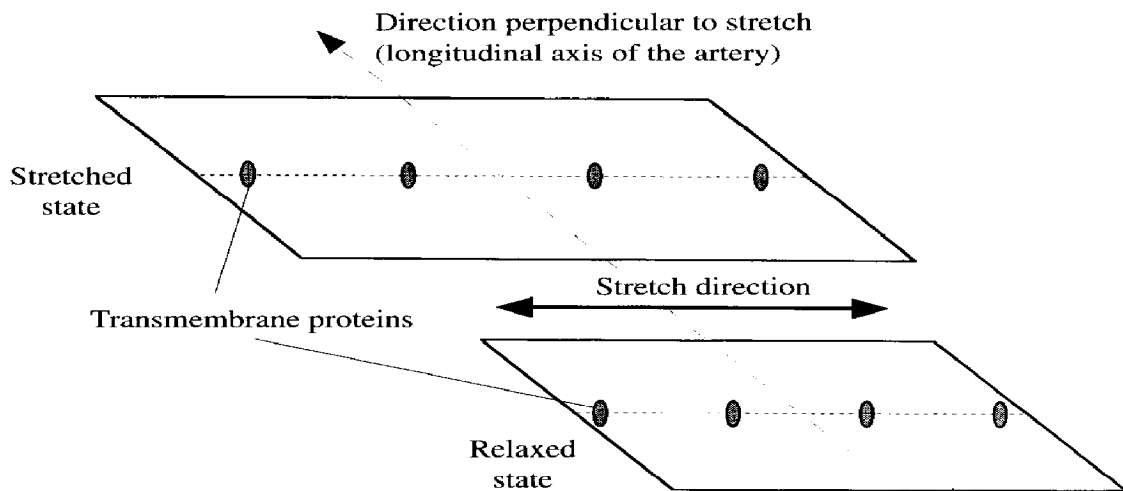 Direction perpendicular to stretch
(longitudinal axis of the artery)
Stretched
state
Stretch direction
Transmembrane proteins
Relaxed
state